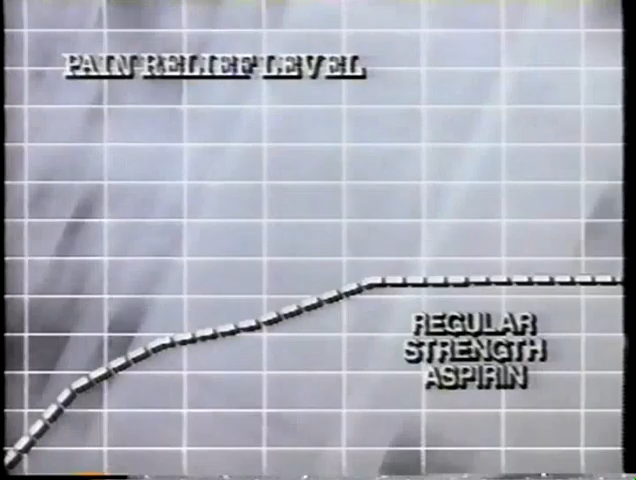 PAIN RELIEF LEVEL
REGULAR
STRENGTH
ASPIRIN